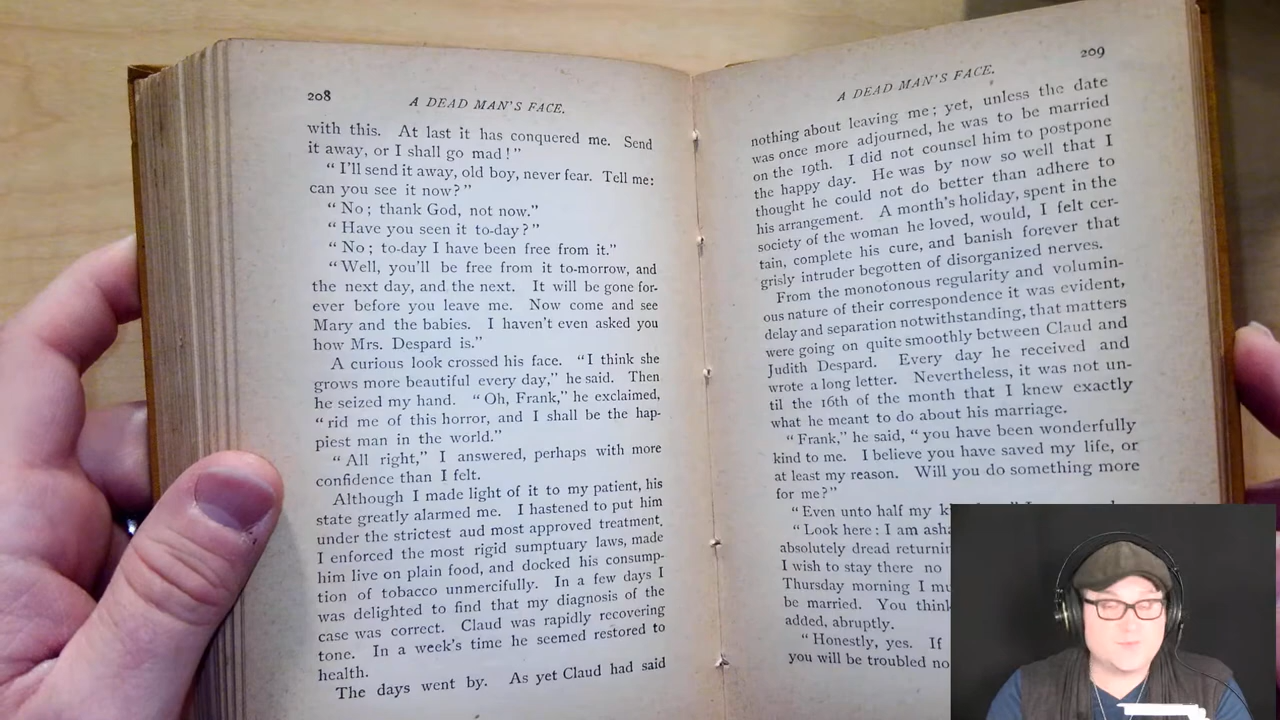 208
A DEAD MAN'S FACE.
with this. At last it has conquered me. Send
it away, or I shall go mad!"
"I'll send it away, old boy, never fear. Tell me:
can you see it now?"
"No; thank God, not now."
"Have you seen it to-day?"
"No; to-day I have been free from it."
"Well, you'll be free from it to-morrow, and
the next day, and the next. It will be gone for-
ever before you leave me. Now come and see
Mary and the babies. I haven't even asked you
how Mrs. Despard is."
A curious look crossed his face. "I think she
grows more beautiful every day," he said. Then
he seized my hand. "Oh, Frank," he exclaimed,
"rid me of this horror, and I shall be the hap-
piest man in the world."
"All right," I answered, perhaps with more
confidence than I felt.
Although I made light of it to my patient, his
state greatly alarmed me. I hastened to put him
under the strictest aud most approved treatment.
I enforced the most rigid sumptuary laws, made
him live on plain food, and docked his consump-
tion of tobacco unmercifully. In a few days I
was delighted to find that my diagnosis of the
case was correct. Claud was rapidly recovering
tone. In a week's time he seemed restored to
health.
The days went by. As yet Claud had said
209
A DEAD MAN'S FACE.
nothing about leaving me; yet, unless the date
was once more adjourned, he was to be married
on the 19th. I did not counsel him to postpone
the happy day. He was by now so well that I
thought he could not do better than adhere to
his arrangement. A month's holiday, spent in the
society of the woman he loved, would, I felt cer-
tain, complete his cure, and banish forever that
grisly intruder begotten of disorganized nerves.
From the monotonous regularity and volumin-
ous nature of their correspondence it was evident,
delay and separation notwithstanding, that matters
were going on quite smoothly between Claud and
Judith Despard. Every day he received and
wrote a long letter. Nevertheless, it was not un-
til the 16th of the month that I knew exactly
what he meant to do about his marriage.
"Frank," he said, "you have been wonderfully
kind to me. I believe you have saved my life, or
at least my reason. Will you do something more
for me?"
"Even unto half my
"Look here: I am
absolutely dread
I wish to stay there no
Thursday morning I
be married. You
added, abruptly.
"Honestly, yes. If
you will be troubled